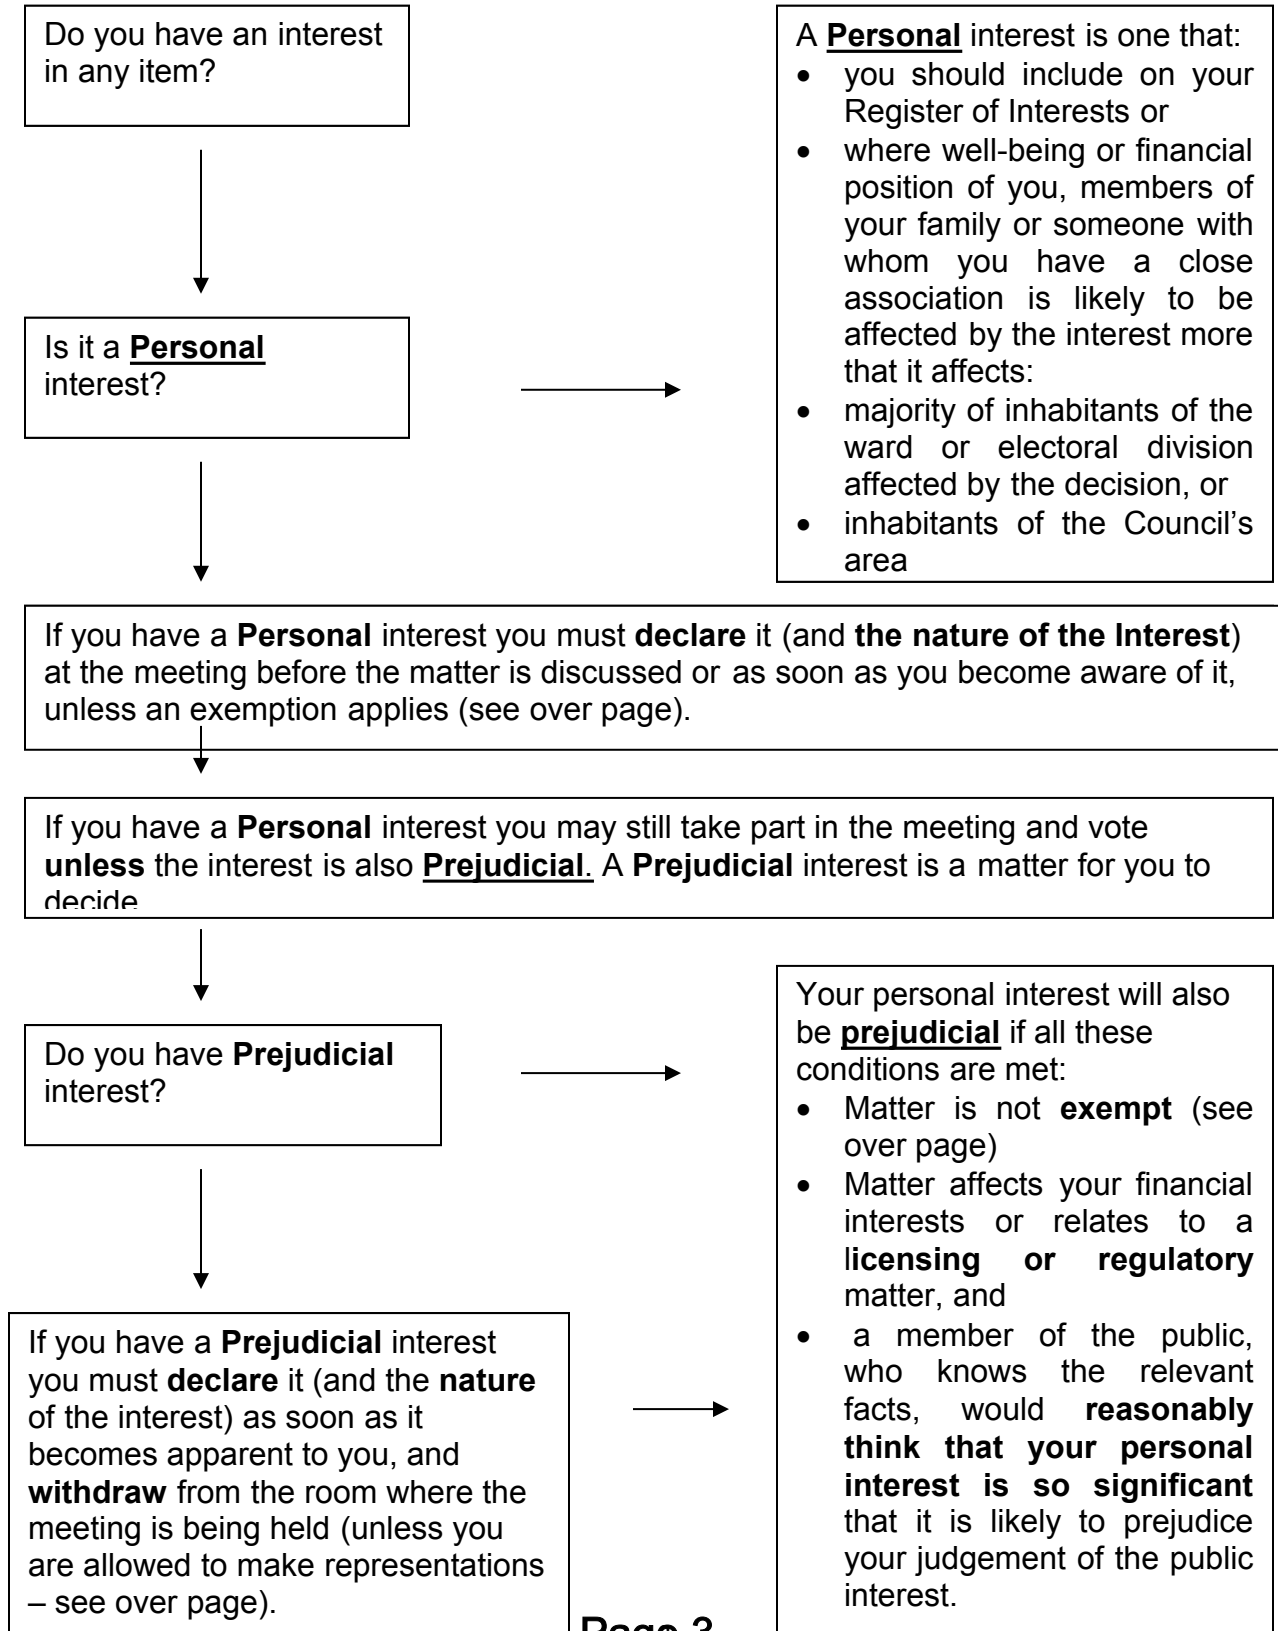 Do you have an interest
in any item?
A Personal interest is one that:
• you should include on your
Register of Interests or
• where well-being or financial
position of you, members of
your family or someone with
whom you have a close
association is likely to be
affected by the interest more
that it affects:
• majority of inhabitants of the
ward or electoral division
affected by the decision, or
• inhabitants of the Council’s
area
Is it a Personal
interest?
If you have a Personal interest you must declare it (and the nature of the Interest)
at the meeting before the matter is discussed or as soon as you become aware of it,
unless an exemption applies (see over page).
If you have a Personal interest you may still take part in the meeting and vote
unless the interest is also Prejudicial. A Prejudicial interest is a matter for you to
decide
Do you have Prejudicial
interest?
Your personal interest will also
be prejudicial if all these
conditions are met:
• Matter is not exempt (see
over page)
• Matter affects your financial
interests or relates to a
licensing or regulatory
matter, and
• a member of the public,
who knows the relevant
facts, would reasonably
think that your personal
interest is so significant
that it is likely to prejudice
your judgement of the public
interest.
If you have a Prejudicial interest
you must declare it (and the nature
of the interest) as soon as it
becomes apparent to you, and
withdraw from the room where the
meeting is being held (unless you
are allowed to make representations
– see over page).
Page 3